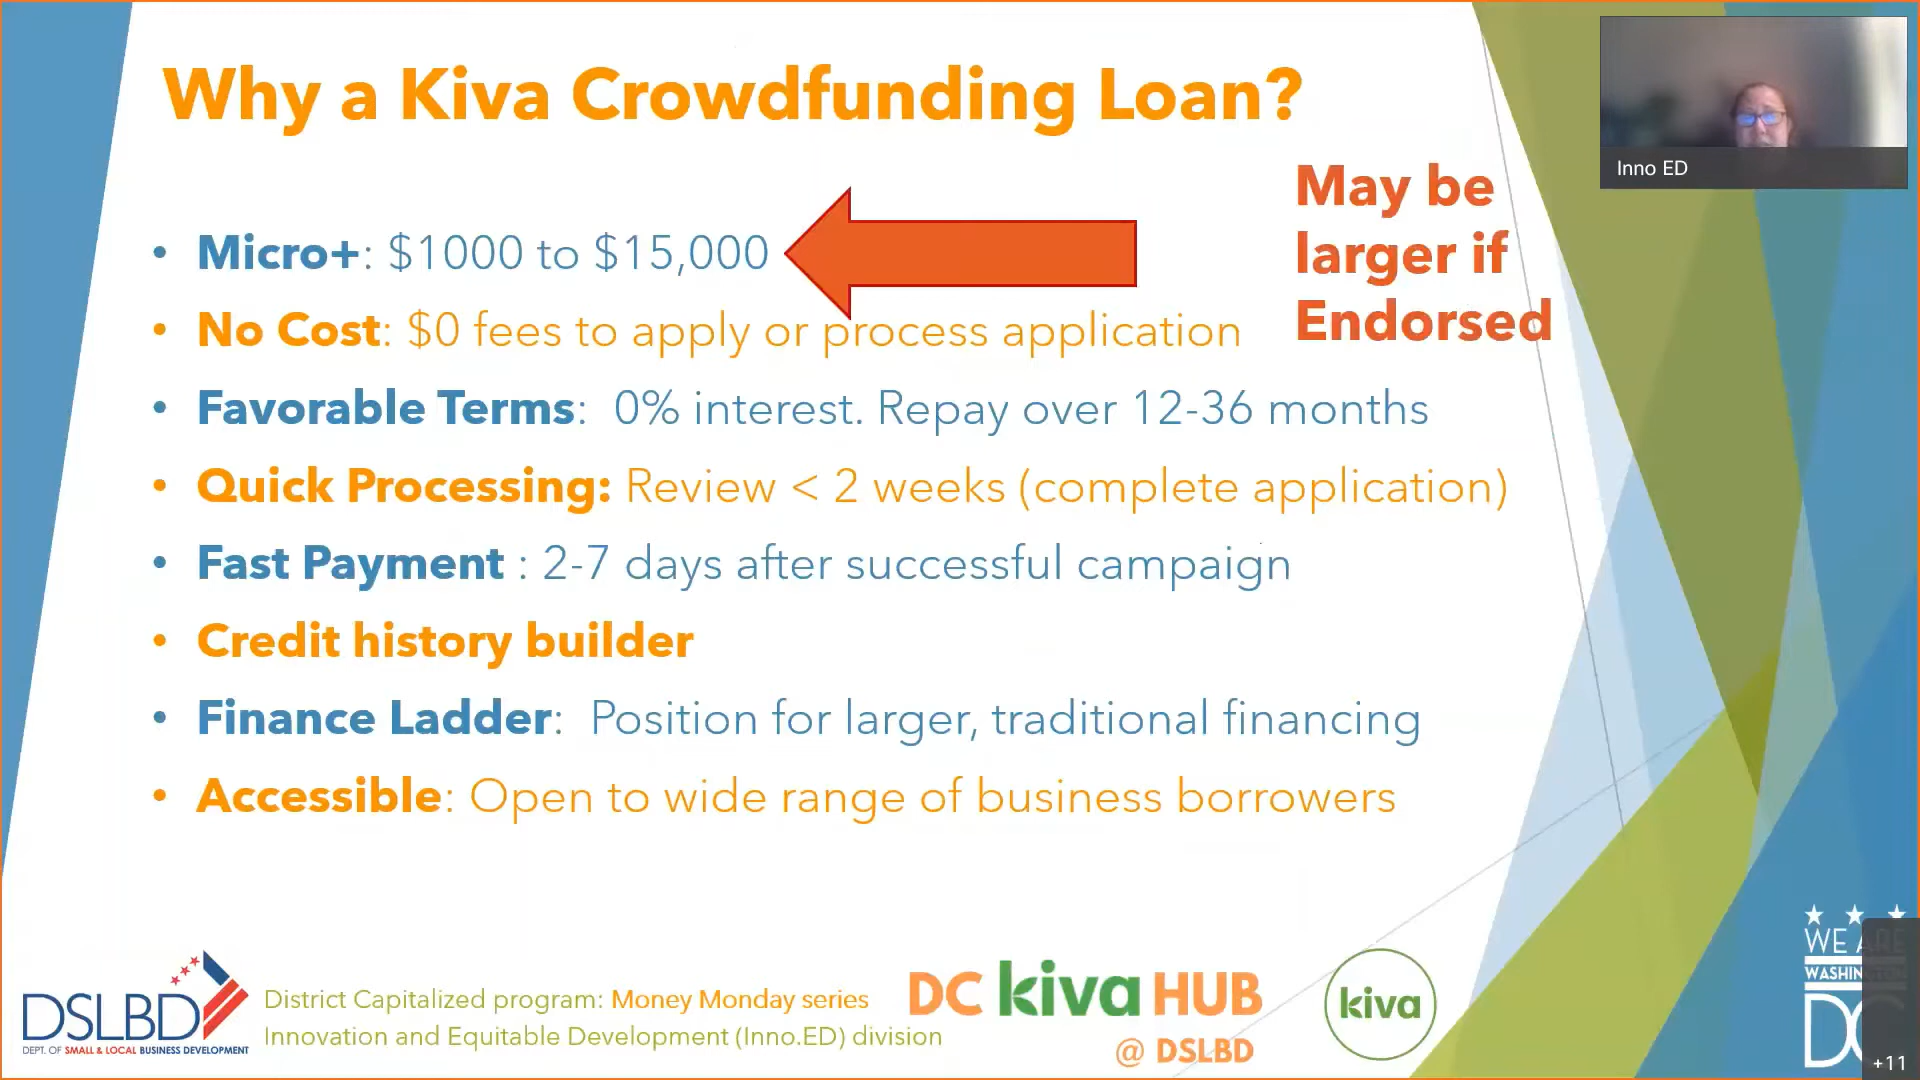 Why a Kiva Crowdfunding Loan?
Inno ED
May be
larger if
Endorsed
• Micro+: $1000 to $15,000
• No Cost: $0 fees to apply or process application
• Favorable Terms: 0% interest. Repay over 12-36 months
• Quick Processing: Review < 2 weeks (complete application)
• Fast Payment : 2-7 days after successful campaign
• Credit history builder
• Finance Ladder: Position for larger, traditional financing
• Accessible: Open to wide range of business borrowers
DSLBD
DEPT. OF SMALL & LOCAL BUSINESS DEVELOPMENT
District Capitalized program: Money Monday series
Innovation and Equitable Development (Inno.ED) division
DC kiva HUB
@ DSLBD
kiva
WE ARE
WASHINGTON
DC
+11